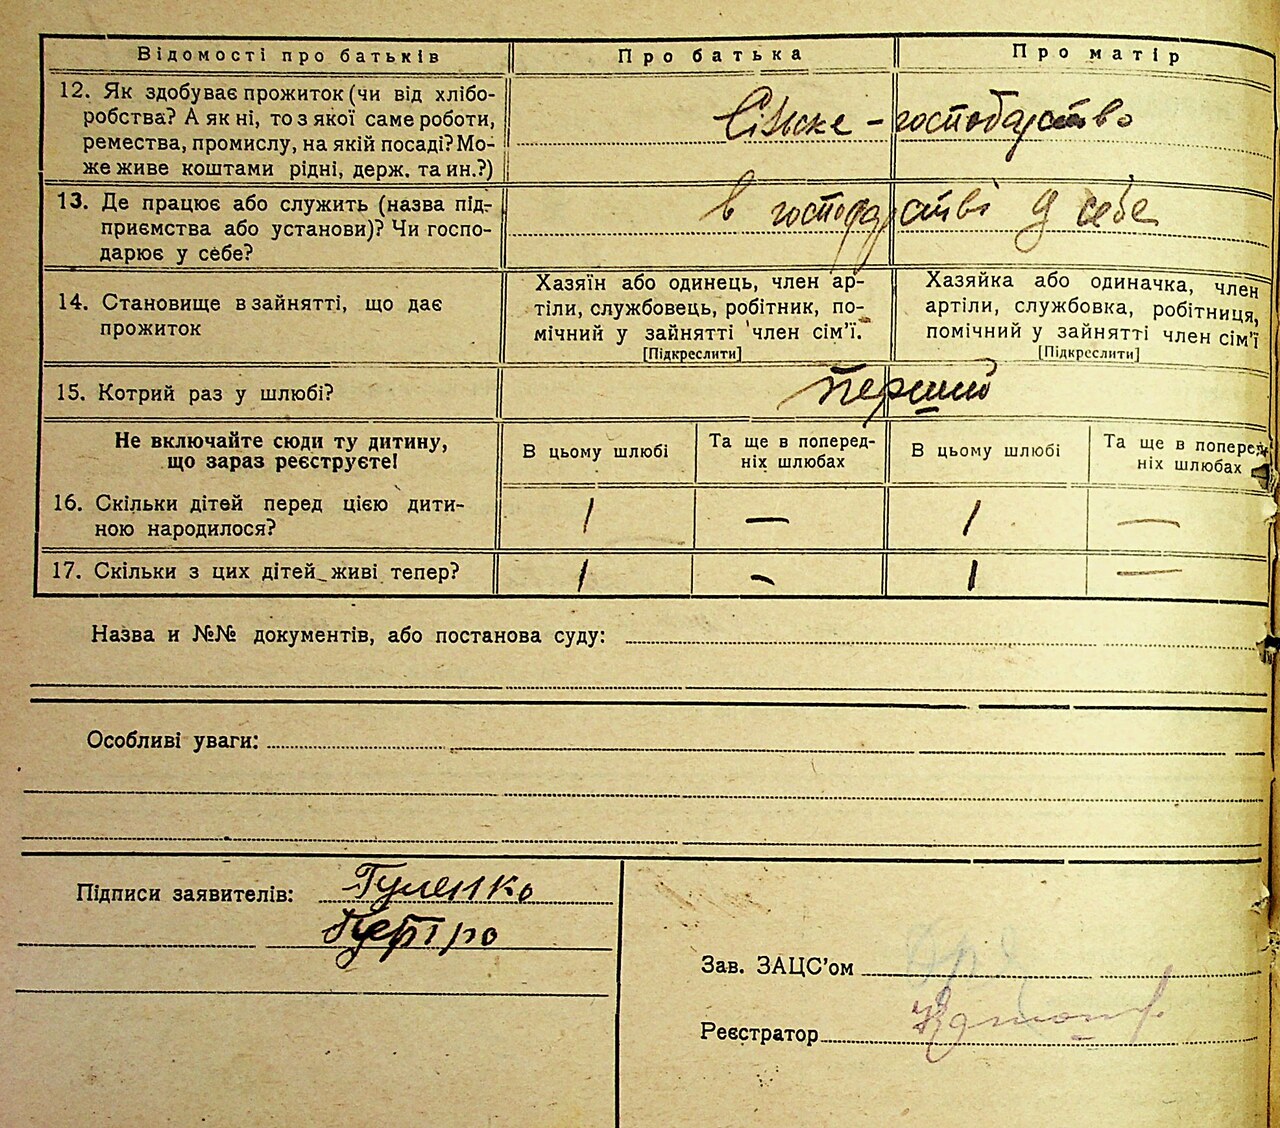 Відомості про батьків Про батька Про матір
12. Як здобуває прожиток (чи від хлібо-
робства? А як ні, то з якої саме роботи,
ремества, промислу, на якій посаді? Мо-
же живе коштами рідні, держ. та ин.?)
Сільське-господарство
13. Де працює або служить (назва під-
приємства або установи)? Чи госпо-
дарює у себе?
в господарстві у себе
14. Становище в зайнятті, що дає
прожиток
Хазяїн або одинець, член ар-
тіли, службовець, робітник, по-
мічний у зайнятті член сім'ї.
[Підкреслити]
Хазяйка або одиначка, член
артіли, службовка, робітниця,
помічний у зайнятті член сім'ї
[Підкреслити]
15. Котрий раз у шлюбі? перший
Не включайте сюди ту дитину,
що зараз реєструєте!
В цьому шлюбі
Та ще в поперед-
ніх шлюбах
В цьому шлюбі
Та ще в поперед-
ніх шлюбах
16. Скільки дітей перед цією дити-
ною народилося?
1 — 1 —
17. Скільки з цих дітей живі тепер? 1 - 1 —
Назва и №№ документів, або постанова суду:
Особливі уваги:
Підписи заявителів: Гуленко
Петро
Зав. ЗАЦС'ом
Реєстратор